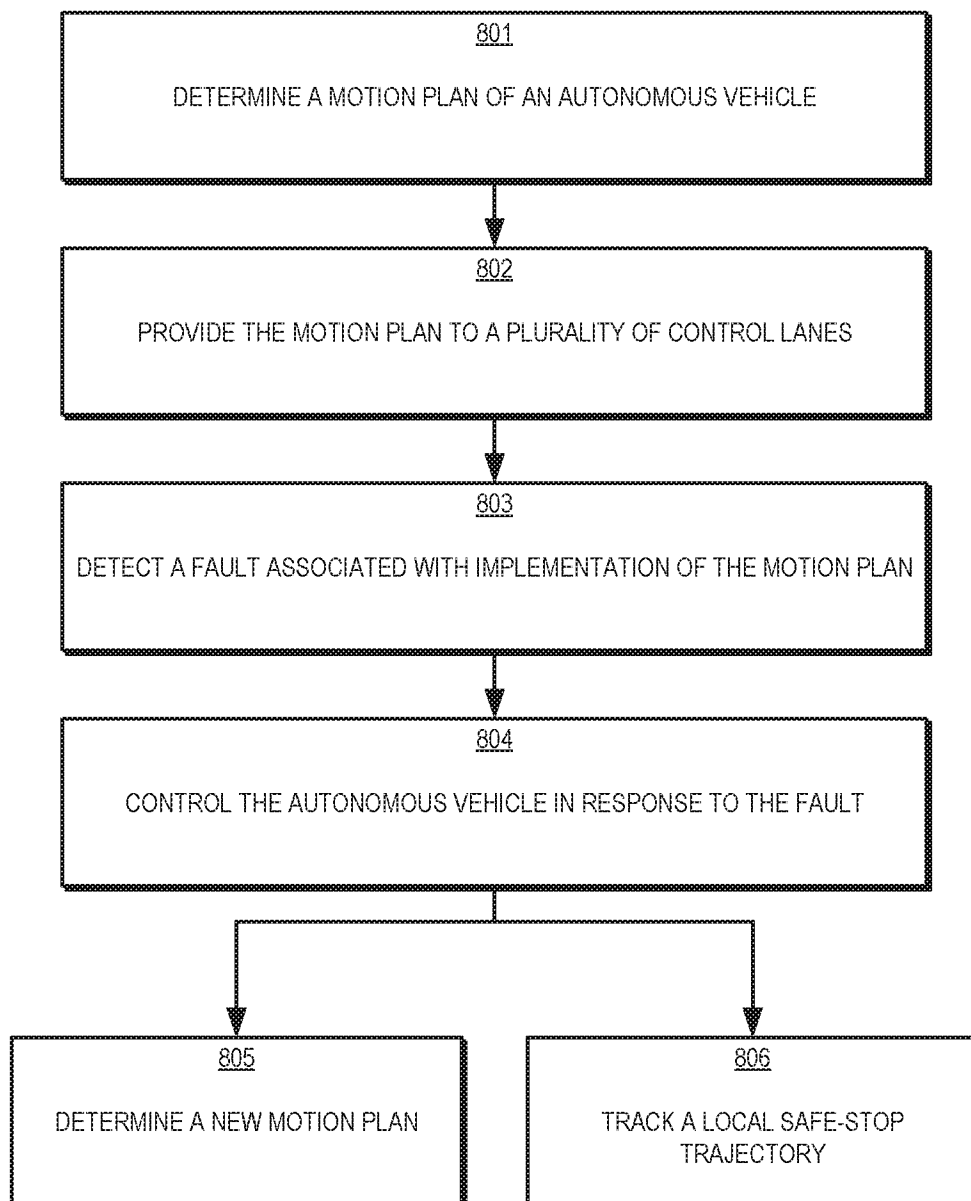 801
DETERMINE A MOTION PLAN OF AN AUTONOMOUS VEHICLE
802
PROVIDE THE MOTION PLAN TO A PLURALITY OF CONTROL LANES
803
DETECT A FAULT ASSOCIATED WITH IMPLEMENTATION OF THE MOTION PLAN
804
CONTROL THE AUTONOMOUS VEHICLE IN RESPONSE TO THE FAULT
805
DETERMINE A NEW MOTION PLAN
806
TRACK A LOCAL SAFE-STOP
TRAJECTORY